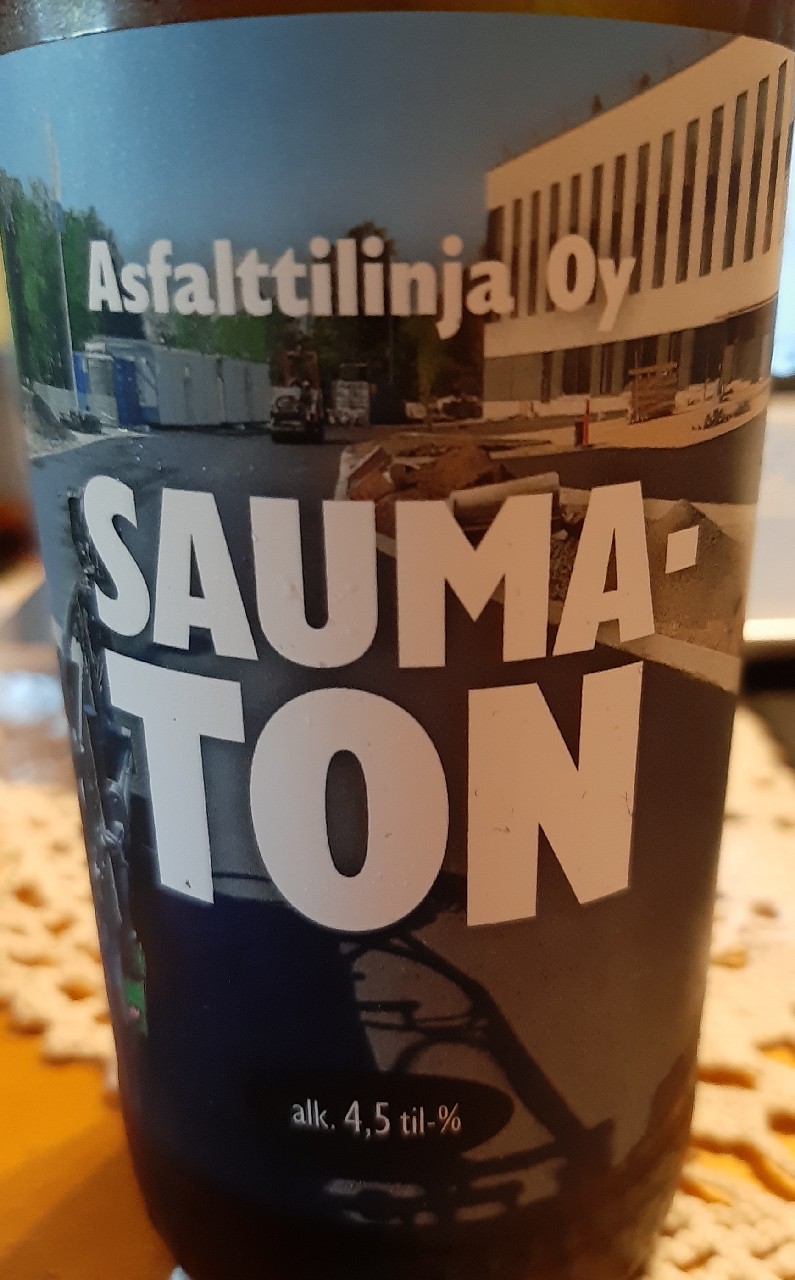 Asfalttilinja Oy
SAUMA-
TON
alk. 4,5 til-%